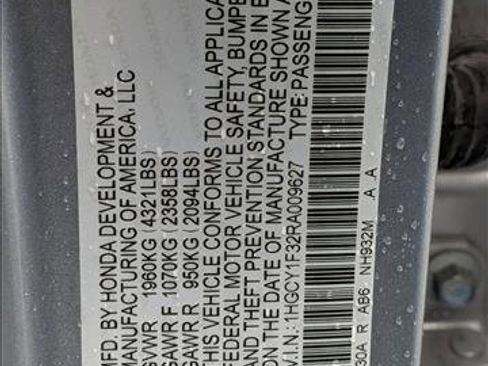 MFD. BY HONDA DEVELOPMENT &
MANUFACTURING OF AMERICA, LLC
GVWR 1960KG (4321LBS)
GAWR F 1070KG (2358LBS)
GAWR R 950KG (2094LBS)
THIS VEHICLE CONFORMS TO ALL APPLICA
FEDERAL MOTOR VEHICLE SAFETY, BUMPE
AND THEFT PREVENTION STANDARDS IN E
ON THE DATE OF MANUFACTURE SHOWN A
V.I.N.: 1HGCY1F32RA009627 TYPE: PASSENG
30A R AB6 NH932M A A